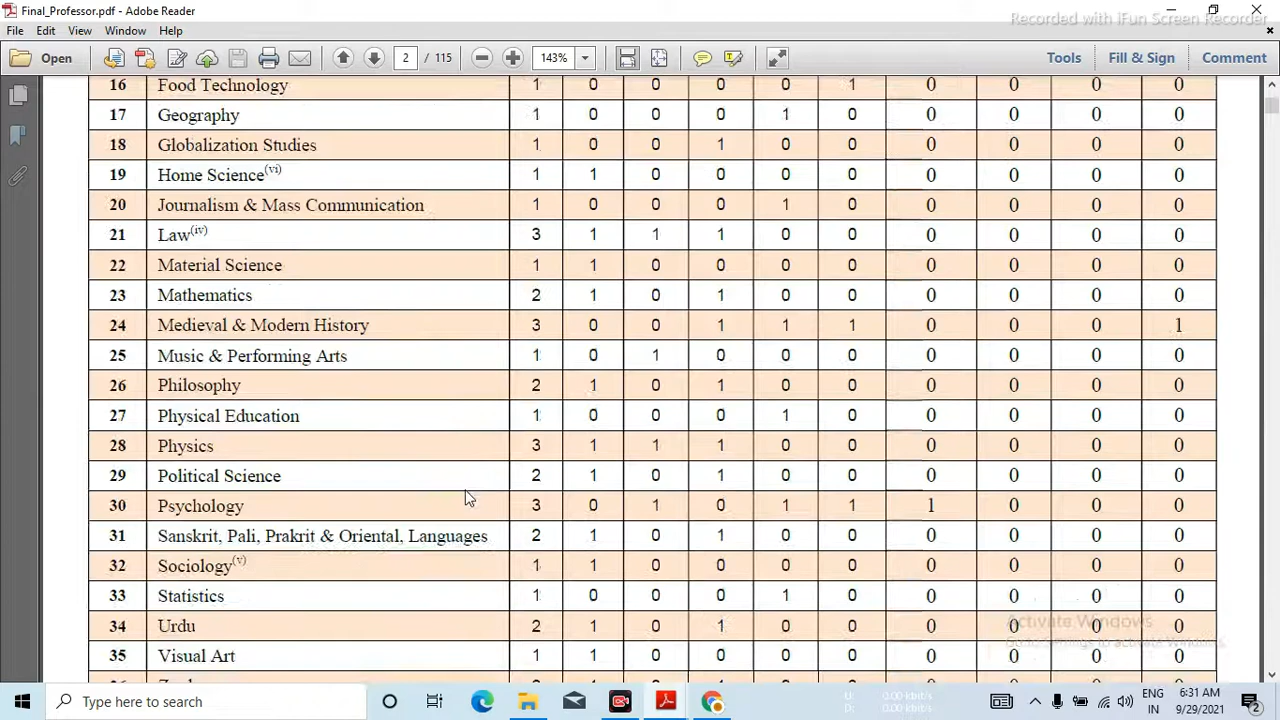 Final_Professor.pdf - Adobe Reader
Recorded with iFun Screen Recorder
File Edit View Window Help
Open 2 / 115 143% Tools Fill & Sign Comment
16 Food Technology 1 0 0 0 0 1 0 0 0 0
17 Geography 1 0 0 0 1 0 0 0 0 0
18 Globalization Studies 1 0 0 1 0 0 0 0 0 0
19 Home Science(vi) 1 1 0 0 0 0 0 0 0 0
20 Journalism & Mass Communication 1 0 0 0 1 0 0 0 0 0
21 Law(iv) 3 1 1 1 0 0 0 0 0 0
22 Material Science 1 1 0 0 0 0 0 0 0 0
23 Mathematics 2 1 0 1 0 0 0 0 0 0
24 Medieval & Modern History 3 0 0 1 1 1 0 0 0 1
25 Music & Performing Arts 1 0 1 0 0 0 0 0 0 0
26 Philosophy 2 1 0 1 0 0 0 0 0 0
27 Physical Education 1 0 0 0 1 0 0 0 0 0
28 Physics 3 1 1 1 0 0 0 0 0 0
29 Political Science 2 1 0 1 0 0 0 0 0 0
30 Psychology 3 0 1 0 1 1 1 0 0 0
31 Sanskrit, Pali, Prakrit & Oriental, Languages 2 1 0 1 0 0 0 0 0 0
32 Sociology(v) 1 1 0 0 0 0 0 0 0 0
33 Statistics 1 0 0 0 1 0 0 0 0 0
34 Urdu 2 1 0 1 0 0 0 0 0 0
35 Visual Art 1 1 0 0 0 0 0 0 0 0
Activate Windows
Go to Settings to activate Windows.
Type here to search
U: 0.00 kbit/s
D: 0.00 kbit/s
ENG 6:31 AM
IN 9/29/2021 2